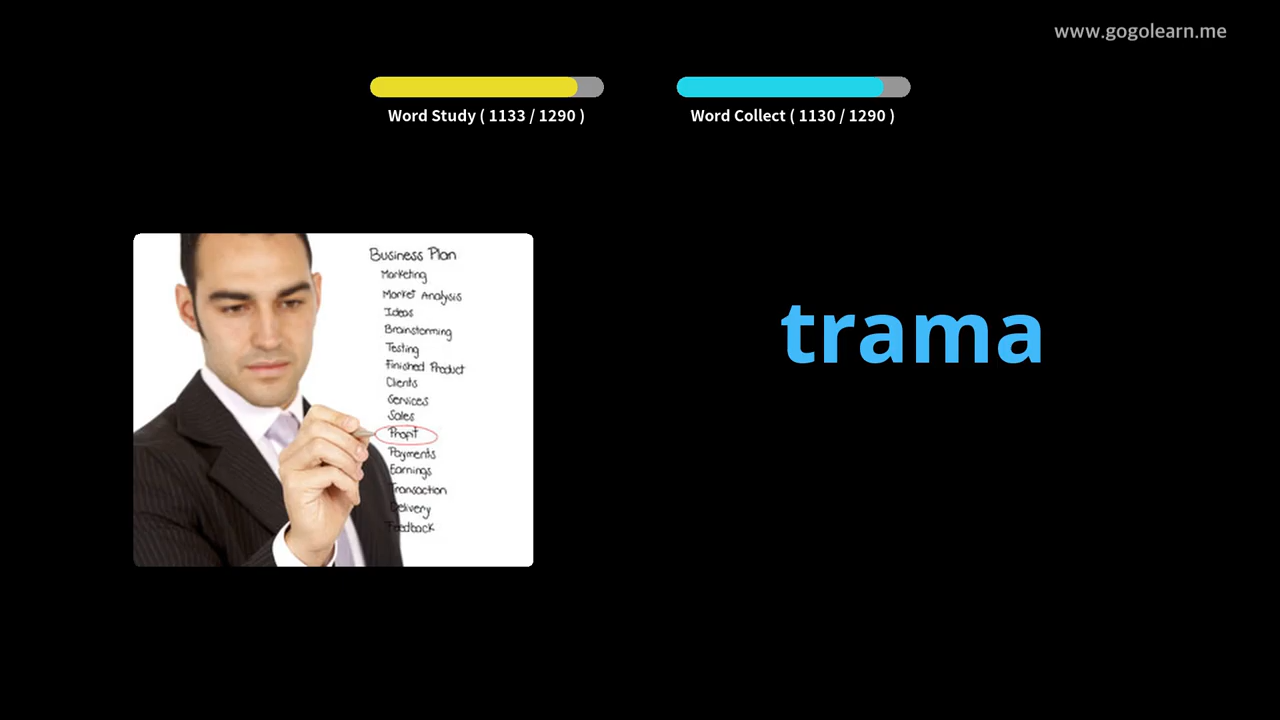 www.gogolearn.me
Word Study ( 1133 / 1290 )
Word Collect ( 1130 / 1290 )
Business Plan
Marketing
Market Analysis
Ideas
Brainstorming
Testing
Finished Product
Clients
Services
Sales
Profit
Payments
Earnings
Transaction
Delivery
Feedback
trama